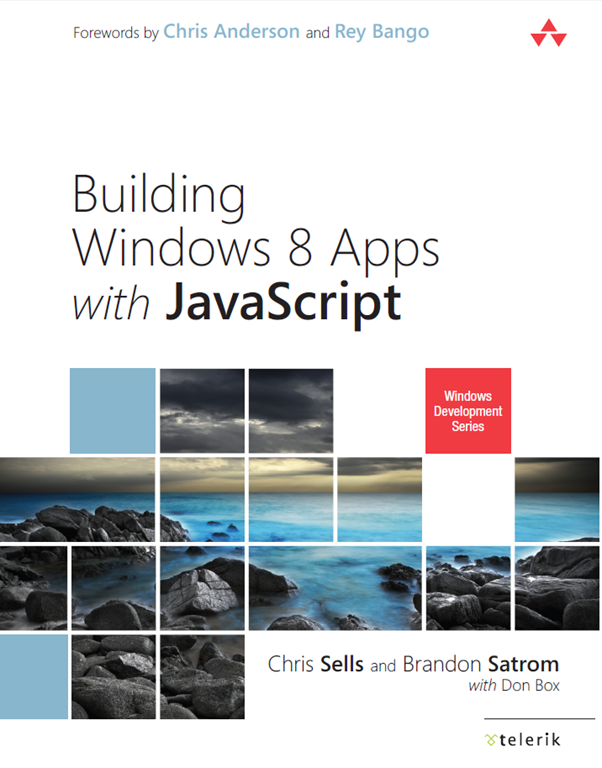 Forewords by Chris Anderson and Rey Bango
Building
Windows 8 Apps
with JavaScript
Windows
Development
Series
Chris Sells and Brandon Satrom
with Don Box
telerik